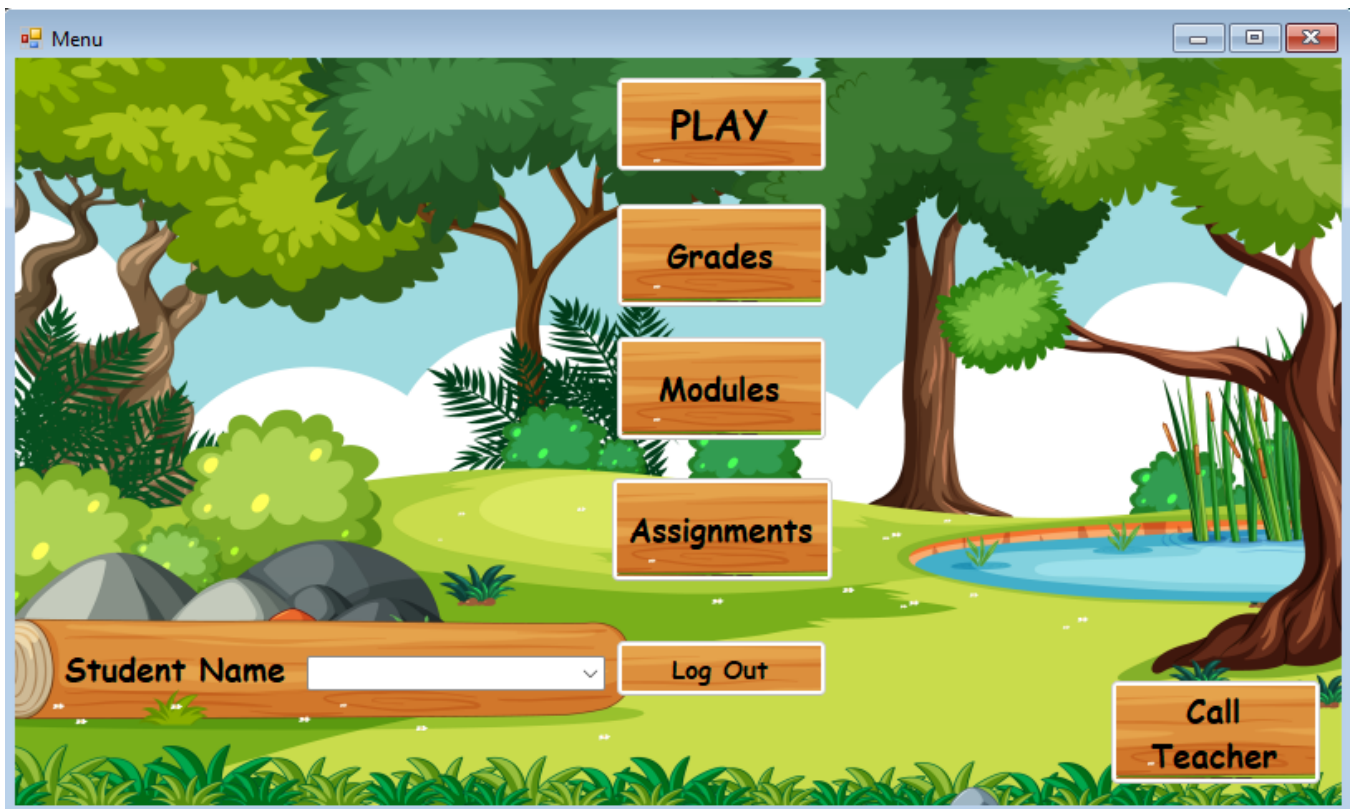 Menu
PLAY
Grades
Modules
Assignments
Student Name
Log Out
Call
Teacher